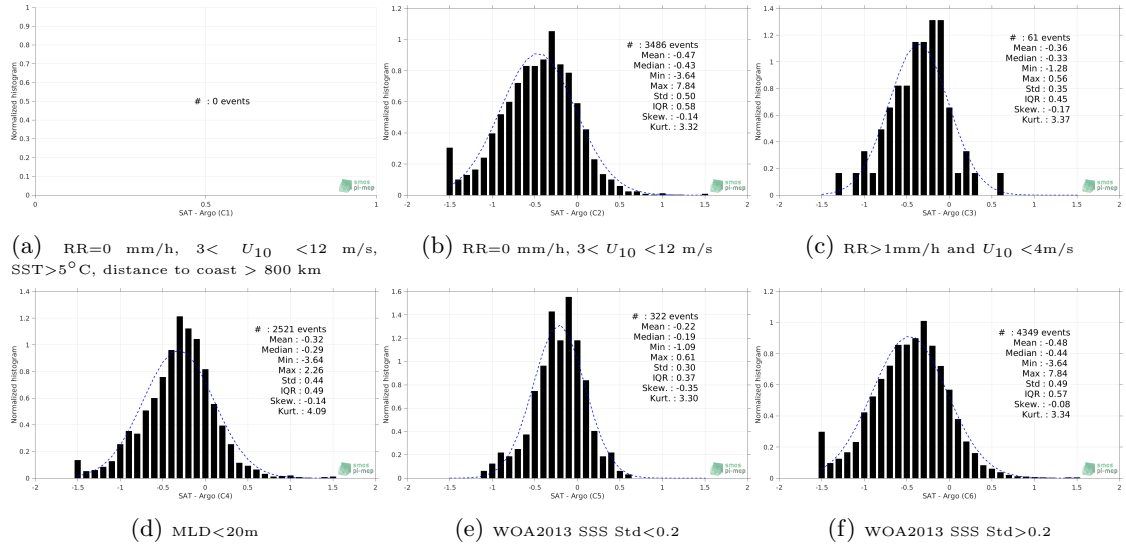 1
0.9
0.8
0.7
0.6
0.5
0.4
0.3
0.2
0.1
0
Normalized histogram
# : 0 events
smos
pi-mep
0 1
SAT - Argo (C1)
1.2
1
0.8
0.6
0.4
0.2
0
Normalized histogram
# : 3486 events
Mean : -0.47
Median : -0.43
Min : -3.64
Max : 7.84
Std : 0.50
IQR : 0.58
Skew. : -0.14
Kurt. : 3.32
smos
pi-mep
-2 -1.5 -1 -0.5 0 0.5 1 1.5 2
SAT - Argo (C2)
1.4
1.2
1
0.8
0.6
0.4
0.2
0
Normalized histogram
# : 61 events
Mean : -0.36
Median : -0.33
Min : -1.28
Max : 0.56
Std : 0.35
IQR : 0.45
Skew. : -0.17
Kurt. : 3.37
smos
pi-mep
-2 -1.5 -1 -0.5 0 0.5 1 1.5 2
SAT - Argo (C3)
(a) RR=0 mm/h, 3< U10 <12 m/s,
SST>5°C, distance to coast > 800 km
(b) RR=0 mm/h, 3< U10 <12 m/s
(c) RR>1mm/h and U10 <4m/s
1.4
1.2
1
0.8
0.6
0.4
0.2
0
Normalized histogram
# : 2521 events
Mean : -0.32
Median : -0.29
Min : -3.64
Max : 2.26
Std : 0.44
IQR : 0.49
Skew. : -0.14
Kurt. : 4.09
smos
pi-mep
-2 -1.5 -1 -0.5 0 0.5 1 1.5 2
SAT - Argo (C4)
1.6
1.4
1.2
1
0.8
0.6
0.4
0.2
0
Normalized histogram
# : 322 events
Mean : -0.22
Median : -0.19
Min : -1.09
Max : 0.61
Std : 0.30
IQR : 0.37
Skew. : -0.35
Kurt. : 3.30
smos
pi-mep
-2 -1.5 -1 -0.5 0 0.5 1 1.5 2
SAT - Argo (C5)
1.2
1
0.8
0.6
0.4
0.2
0
Normalized histogram
# : 4349 events
Mean : -0.48
Median : -0.44
Min : -3.64
Max : 7.84
Std : 0.49
IQR : 0.57
Skew. : -0.08
Kurt. : 3.34
smos
pi-mep
-2 -1.5 -1 -0.5 0 0.5 1 1.5 2
SAT - Argo (C6)
(d) MLD<20m
(e) WOA2013 SSS Std<0.2
(f) WOA2013 SSS Std>0.2